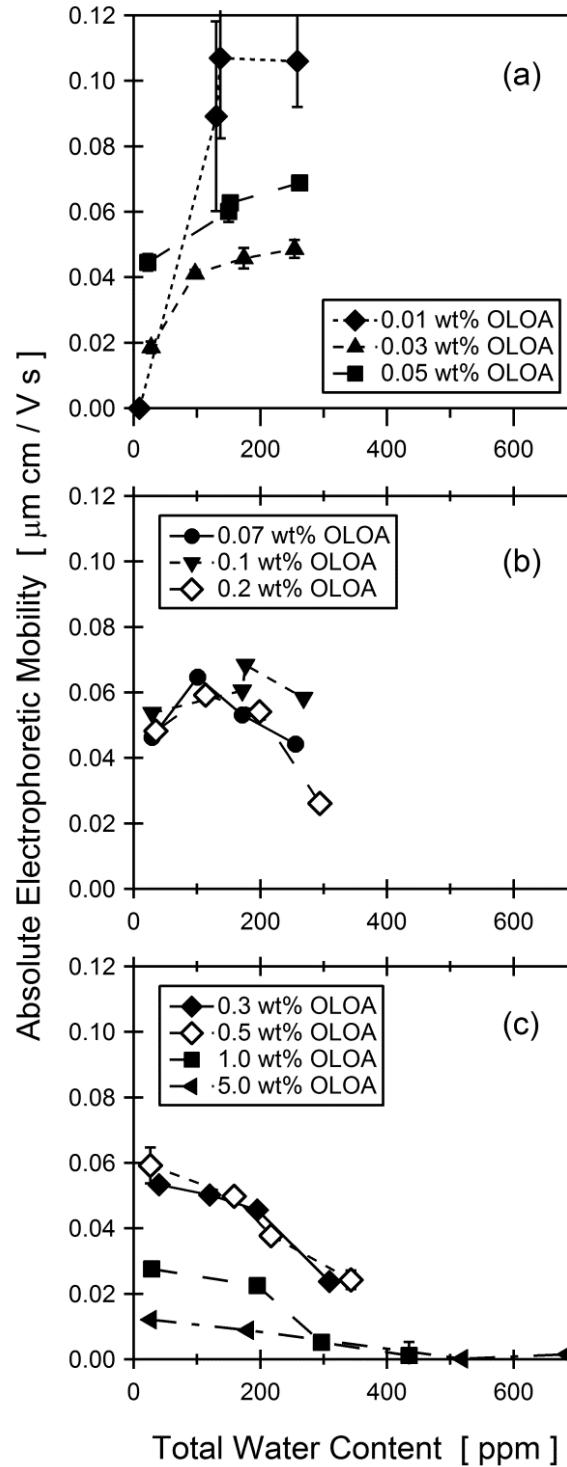 0.12
0.10
0.08
0.06
0.04
0.02
0.00
(a)
0.01 wt% OLOA
0.03 wt% OLOA
0.05 wt% OLOA
0
200
400
600
0.12
0.10
0.08
0.06
0.04
0.02
0.00
0.07 wt% OLOA
0.1 wt% OLOA
0.2 wt% OLOA
(b)
0
200
400
600
0.12
0.10
0.08
0.06
0.04
0.02
0.00
0.3 wt% OLOA
0.5 wt% OLOA
1.0 wt% OLOA
5.0 wt% OLOA
(c)
0
200
400
600
Absolute Electrophoretic Mobility [ μm cm / V s ]
Total Water Content [ ppm ]